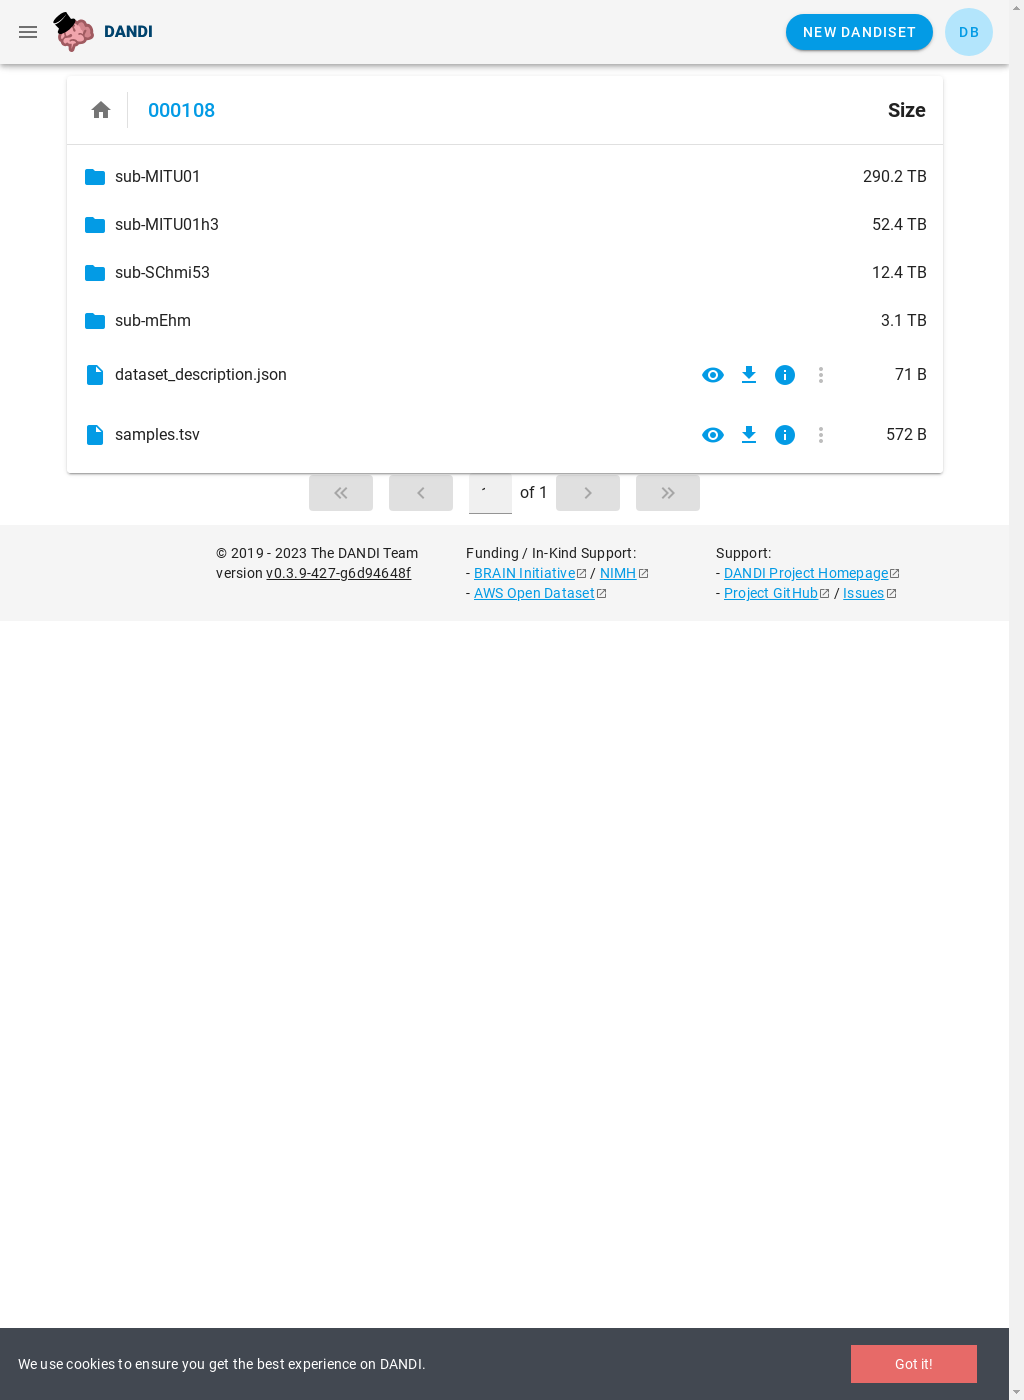 DANDI
NEW DANDISET
DB
000108
Size
sub-MITU01
290.2 TB
sub-MITU01h3
52.4 TB
sub-SChmi53
12.4 TB
sub-mEhm
3.1 TB
dataset_description.json
71 B
samples.tsv
572 B
of 1
© 2019 - 2023 The DANDI Team
version v0.3.9-427-g6d94648f
Funding / In-Kind Support:
- BRAIN Initiative / NIMH
- AWS Open Dataset
Support:
- DANDI Project Homepage
- Project GitHub / Issues
We use cookies to ensure you get the best experience on DANDI.
Got it!